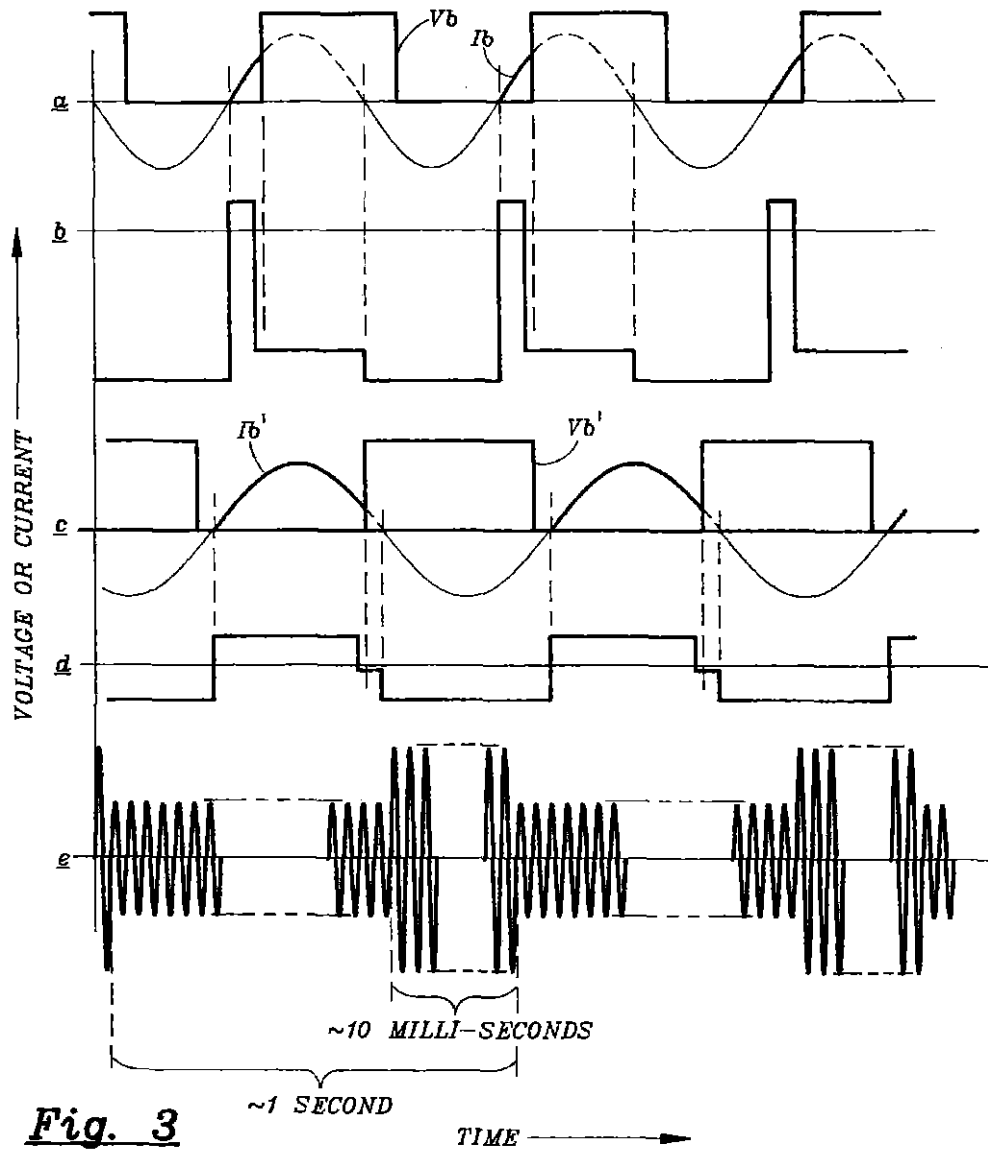 Vb
Ib
a
b
VOLTAGE OR CURRENT
Ib'
Vb'
c
d
e
~10 MILLI-SECONDS
~1 SECOND
Fig. 3
TIME